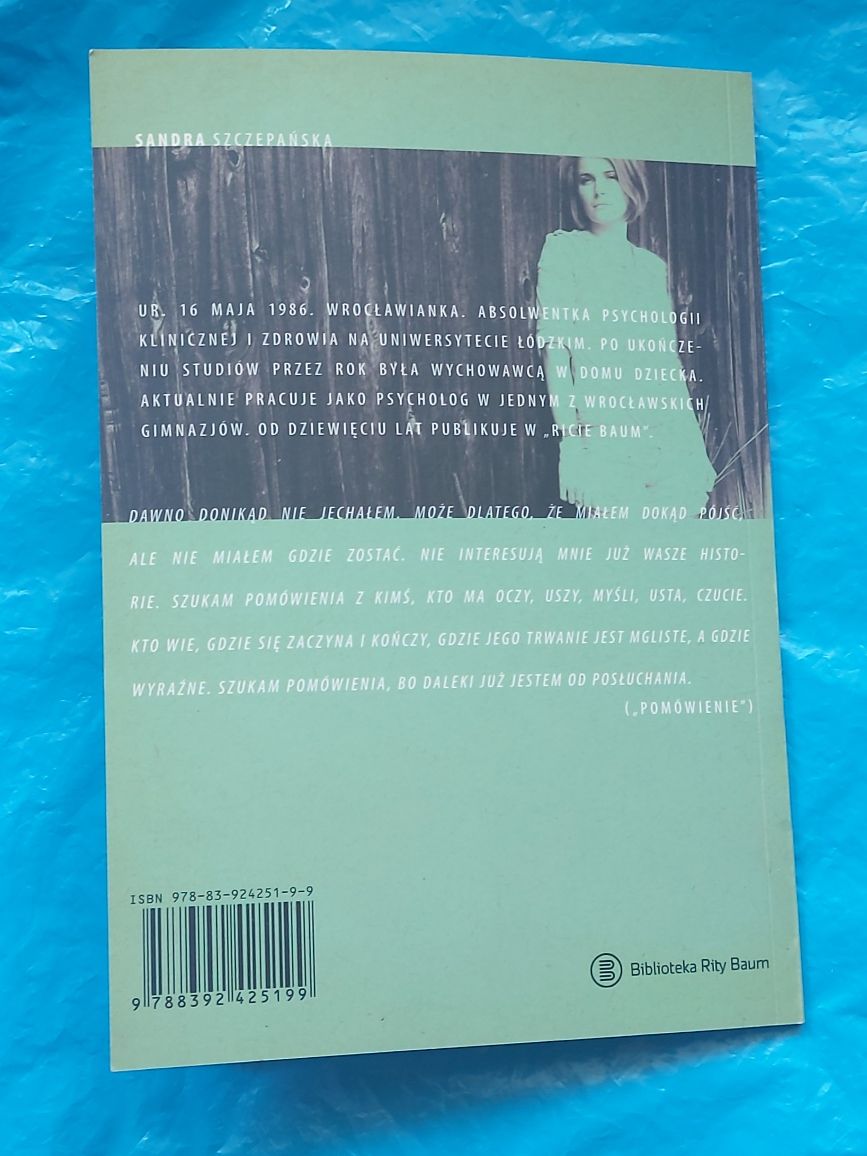 SANDRA SZCZEPAŃSKA
UR. 16 MAJA 1986. WROCŁAWIANKA. ABSOLWENTKA PSYCHOLOGII
KLINICZNEJ I ZDROWIA NA UNIWERSYTECIE ŁÓDZKIM. PO UKOŃCZE-
NIU STUDIÓW PRZEZ ROK BYŁA WYCHOWAWCĄ W DOMU DZIECKA.
AKTUALNIE PRACUJE JAKO PSYCHOLOG W JEDNYM Z WROCŁAWSKICH
GIMNAZJÓW. OD DZIEWIĘCIU LAT PUBLIKUJE W „RICIE BAUM".
DAWNO DONIKĄD NIE JECHAŁEM. MOŻE DLATEGO, ŻE MIAŁEM DOKĄD PÓJŚĆ,
ALE NIE MIAŁEM GDZIE ZOSTAĆ. NIE INTERESUJĄ MNIE JUŻ WASZE HISTO-
RIE. SZUKAM POMÓWIENIA Z KIMŚ, KTO MA OCZY, USZY, MYŚLI, USTA, CZUCIE.
KTO WIE, GDZIE SIĘ ZACZYNA I KOŃCZY, GDZIE JEGO TRWANIE JEST MGLISTE, A GDZIE
WYRAŹNE. SZUKAM POMÓWIENIA, BO DALEKI JUŻ JESTEM OD POSŁUCHANIA.
(„POMÓWIENIE")
ISBN 978-83-924251-9-9
9 788392 425199
Biblioteka Rity Baum